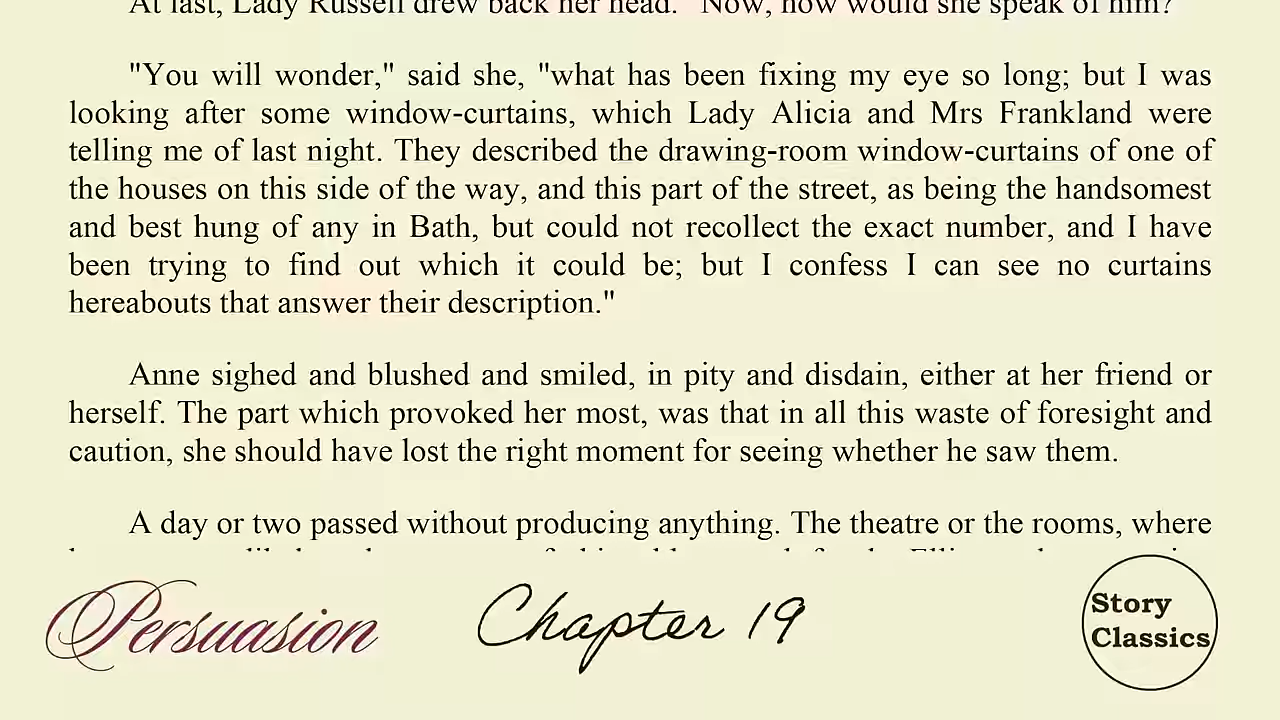 At last, Lady Russell drew back her head. "Now, how would she speak of him?"
"You will wonder," said she, "what has been fixing my eye so long; but I was
looking after some window-curtains, which Lady Alicia and Mrs Frankland were
telling me of last night. They described the drawing-room window-curtains of one of
the houses on this side of the way, and this part of the street, as being the handsomest
and best hung of any in Bath, but could not recollect the exact number, and I have
been trying to find out which it could be; but I confess I can see no curtains
hereabouts that answer their description."
Anne sighed and blushed and smiled, in pity and disdain, either at her friend or
herself. The part which provoked her most, was that in all this waste of foresight and
caution, she should have lost the right moment for seeing whether he saw them.
A day or two passed without producing anything. The theatre or the rooms, where
Persuasion
Chapter 19
Story
Classics